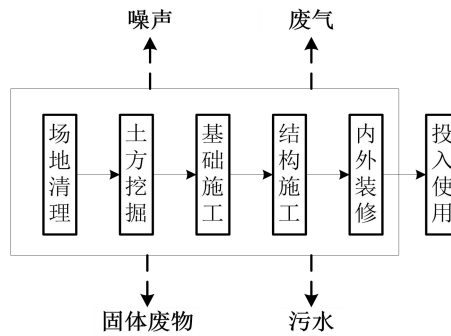 噪声
废气
场地清理
土方挖掘
基础施工
结构施工
内外装修
投入使用
固体废物
污水